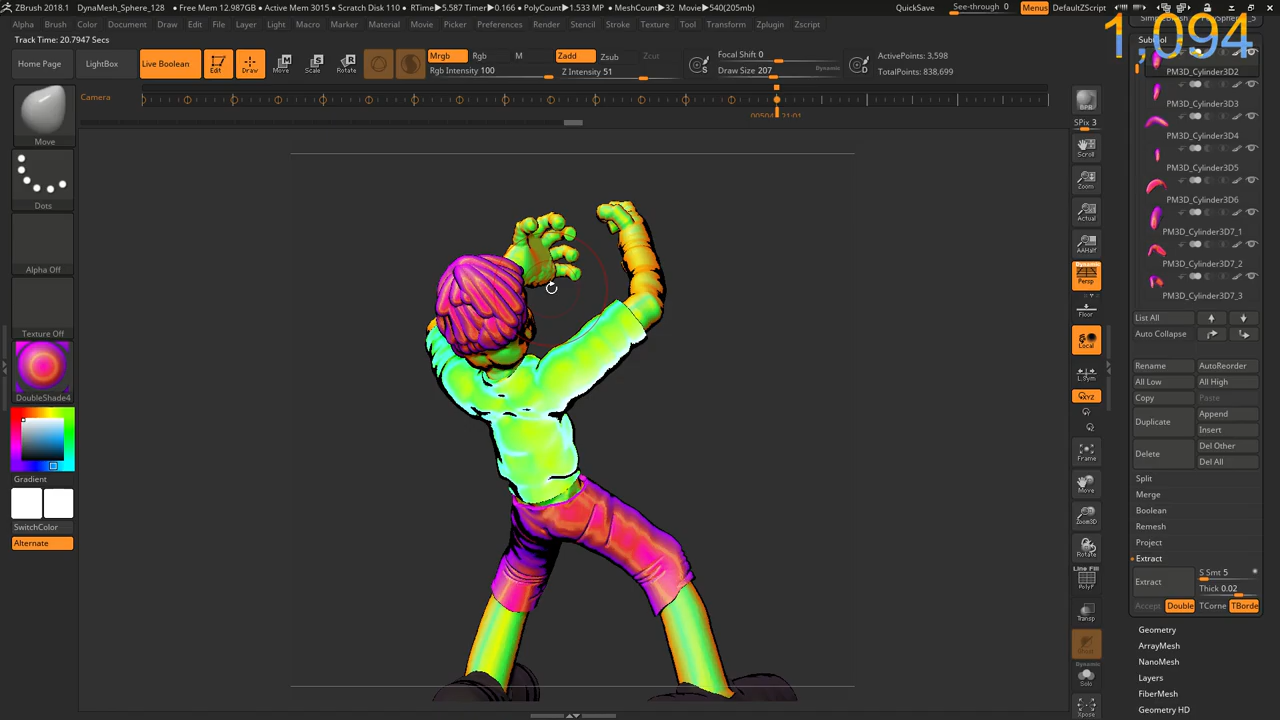 ZBrush 2018.1 DynaMesh_Sphere_128 • Free Mem 12.987GB • Active Mem 3015 • Scratch Disk 110 • RTime▸5.587 Timer▸0.166 • PolyCount▸1.533 MP • MeshCount▸32 Movie▸540(205mb) QuickSave See-through 0 Menus DefaultZScript
Alpha Brush Color Document Draw Edit File Layer Light Macro Marker Material Movie Picker Preferences Render Stencil Stroke Texture Tool Transform Zplugin Zscript
1,094
Track Time: 20.7947 Secs
Home Page LightBox Live Boolean Edit Draw Move Scale Rotate
Mrgb Rgb M Zadd Zsub Zcut
Rgb Intensity 100 Z Intensity 51
Focal Shift 0
Draw Size 207 Dynamic
ActivePoints: 3,598
TotalPoints: 838,699
Camera
Move
Dots
Alpha Off
Texture Off
DoubleShade4
Gradient
SwitchColor
Alternate
BPR
SPix 3
Scroll
Zoom
Actual
AAHalf
Dynamic
Persp
Floor
Local
L.Sym
XYZ
Frame
Move
Zoom3D
Rotate
Line Fill
PolyF
Transp
Dynamic
Solo
Xpose
PM3D_Cylinder3D2
PM3D_Cylinder3D3
PM3D_Cylinder3D4
PM3D_Cylinder3D5
PM3D_Cylinder3D6
PM3D_Cylinder3D7_1
PM3D_Cylinder3D7_2
PM3D_Cylinder3D7_3
List All
Auto Collapse
Rename AutoReorder
All Low All High
Copy Paste
Duplicate Append
Insert
Delete Del Other
Del All
Split
Merge
Boolean
Remesh
Project
Extract
Extract S Smt 5
Thick 0.02
Accept Double TCorne TBorde
Geometry
ArrayMesh
NanoMesh
Layers
FiberMesh
Geometry HD